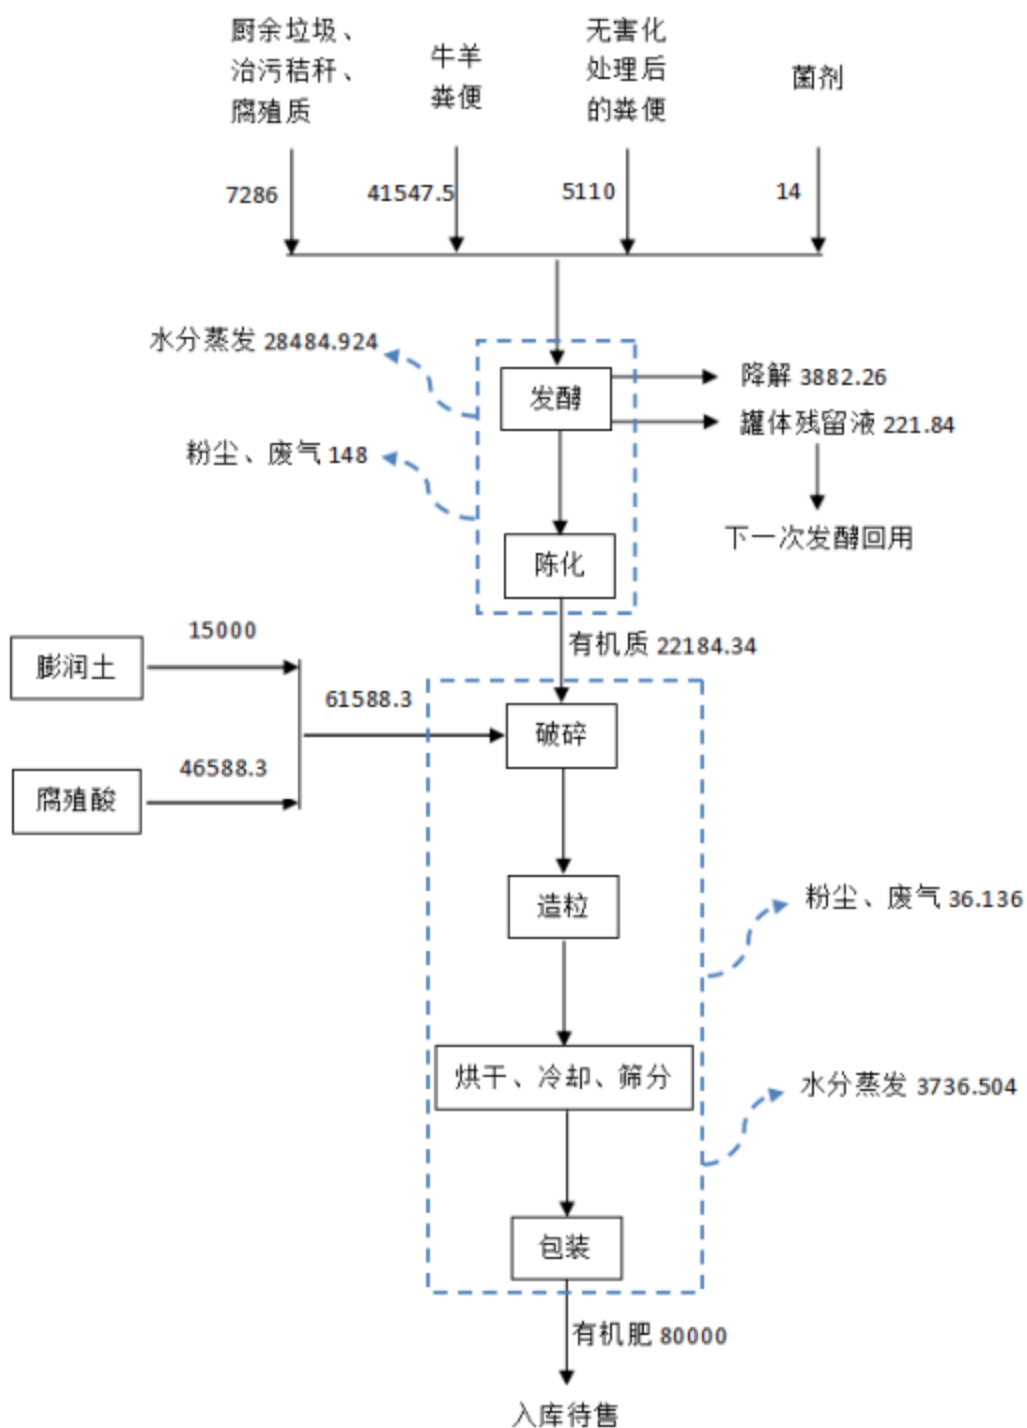 厨余垃圾、
治污秸秆、
腐殖质
牛羊
粪便
无害化
处理后
的粪便
菌剂
7286
41547.5
5110
14
水分蒸发 28484.924
发酵
降解 3882.26
罐体残留液 221.84
粉尘、废气 148
下一次发酵回用
陈化
有机质 22184.34
15000
膨润土
61588.3
破碎
46588.3
腐殖酸
造粒
粉尘、废气 36.136
烘干、冷却、筛分
水分蒸发 3736.504
包装
有机肥 80000
入库待售